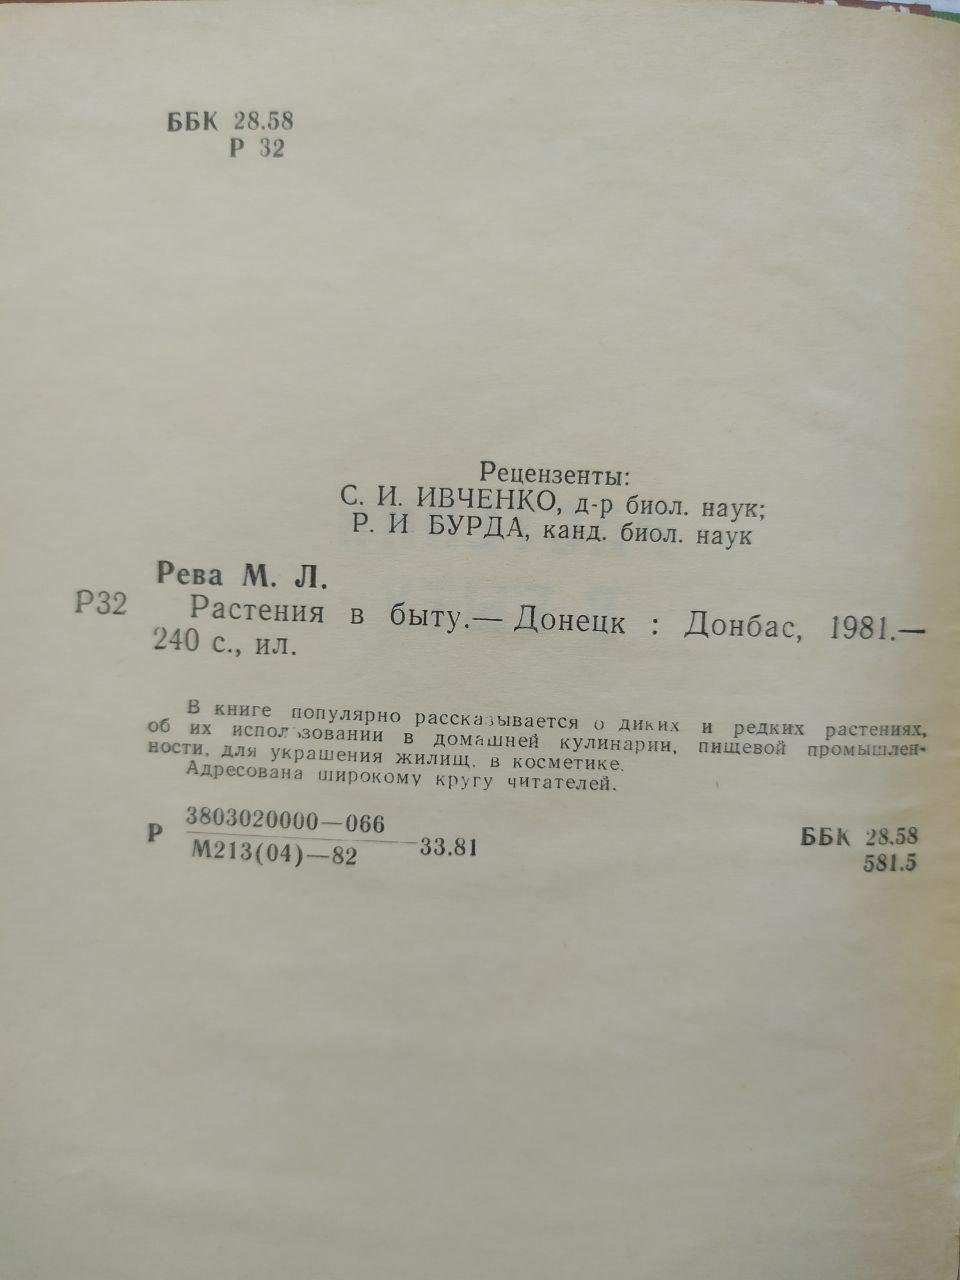 ББК 28.58
Р 32
Рецензенты:
С. И. ИВЧЕНКО, д-р биол. наук;
Р. И БУРДА, канд. биол. наук
Рева М. Л.
Р32 Растения в быту.— Донецк : Донбас, 1981.—
240 с., ил.
В книге популярно рассказывается о диких и редких растениях,
об их использовании в домашней кулинарии, пищевой промышлен-
ности, для украшения жилищ, в косметике.
Адресована широкому кругу читателей.
Р 3803020000—066
М213(04)—82 —33.81
ББК 28.58
581.5